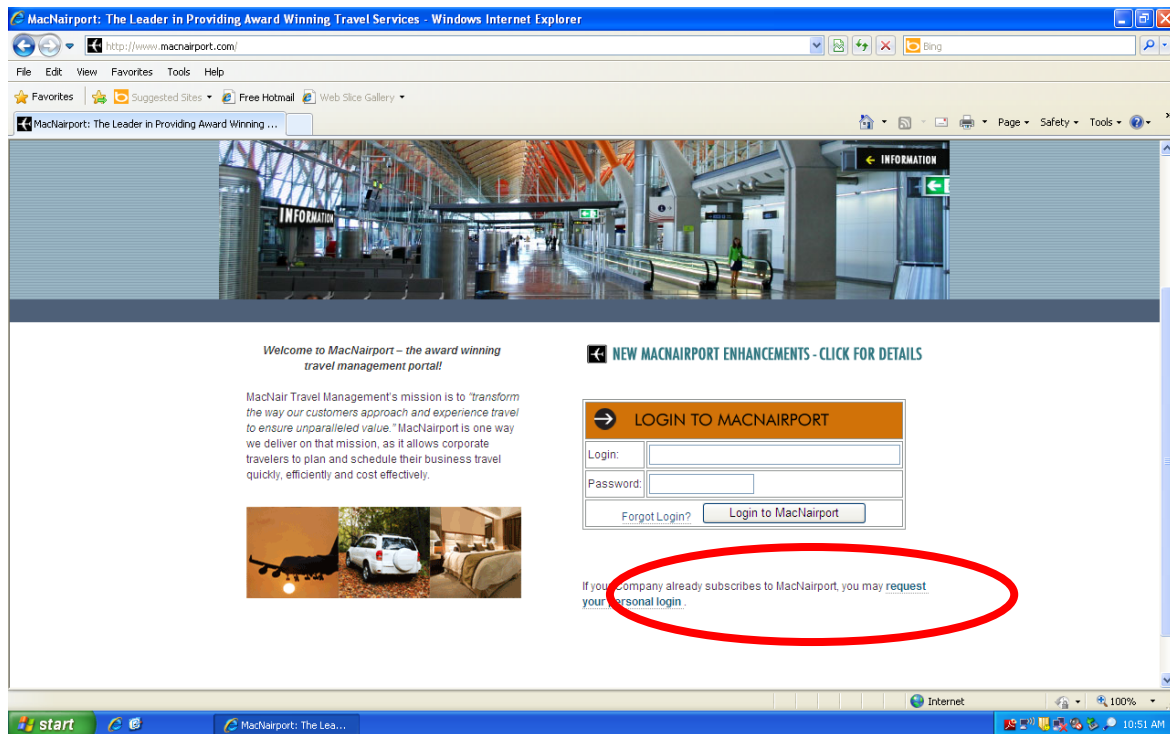 MacNairport: The Leader in Providing Award Winning Travel Services - Windows Internet Explorer
http://www.macnairport.com/
Bing
File Edit View Favorites Tools Help
Favorites Suggested Sites Free Hotmail Web Slice Gallery
MacNairport: The Leader in Providing Award Winning ...
Page Safety Tools
INFORMATION
INFORMATION
Welcome to MacNairport – the award winning
travel management portal!
MacNair Travel Management's mission is to "transform
the way our customers approach and experience travel
to ensure unparalleled value." MacNairport is one way
we deliver on that mission, as it allows corporate
travelers to plan and schedule their business travel
quickly, efficiently and cost effectively.
NEW MACNAIRPORT ENHANCEMENTS - CLICK FOR DETAILS
LOGIN TO MACNAIRPORT
Login:
Password:
Forgot Login? Login to MacNairport
If your Company already subscribes to MacNairport, you may request
your personal login .
Internet 100%
start MacNairport: The Lea... 10:51 AM